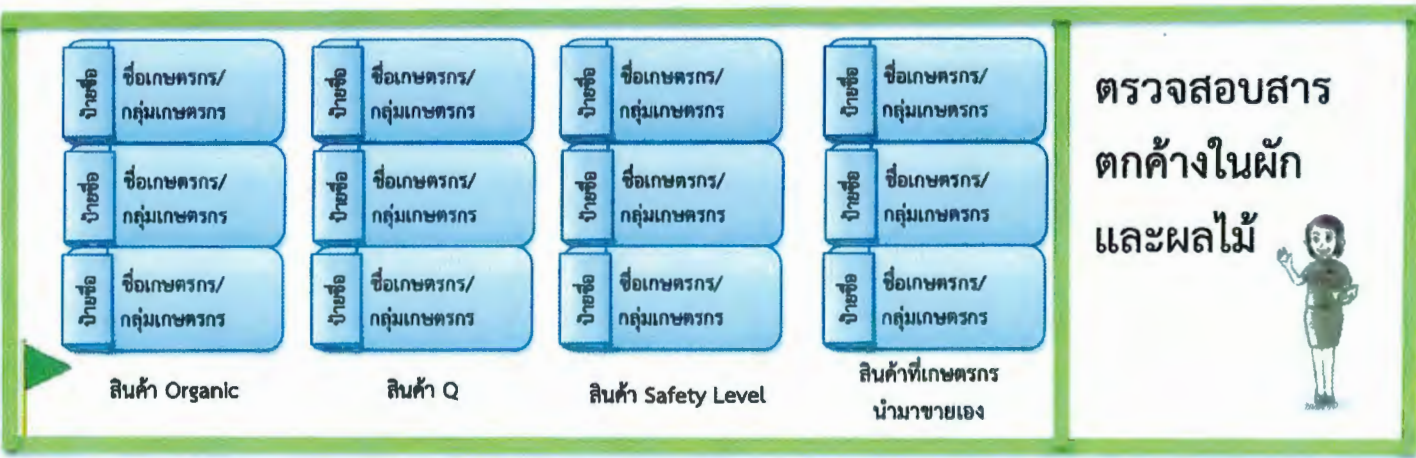 ป้ายชื่อ
ชื่อเกษตรกร/
กลุ่มเกษตรกร
ป้ายชื่อ
ชื่อเกษตรกร/
กลุ่มเกษตรกร
ป้ายชื่อ
ชื่อเกษตรกร/
กลุ่มเกษตรกร
สินค้า Organic
ป้ายชื่อ
ชื่อเกษตรกร/
กลุ่มเกษตรกร
ป้ายชื่อ
ชื่อเกษตรกร/
กลุ่มเกษตรกร
ป้ายชื่อ
ชื่อเกษตรกร/
กลุ่มเกษตรกร
สินค้า Q
ป้ายชื่อ
ชื่อเกษตรกร/
กลุ่มเกษตรกร
ป้ายชื่อ
ชื่อเกษตรกร/
กลุ่มเกษตรกร
ป้ายชื่อ
ชื่อเกษตรกร/
กลุ่มเกษตรกร
สินค้า Safety Level
ป้ายชื่อ
ชื่อเกษตรกร/
กลุ่มเกษตรกร
ป้ายชื่อ
ชื่อเกษตรกร/
กลุ่มเกษตรกร
ป้ายชื่อ
ชื่อเกษตรกร/
กลุ่มเกษตรกร
สินค้าที่เกษตรกร
นำมาขายเอง
ตรวจสอบสาร
ตกค้างในผัก
และผลไม้